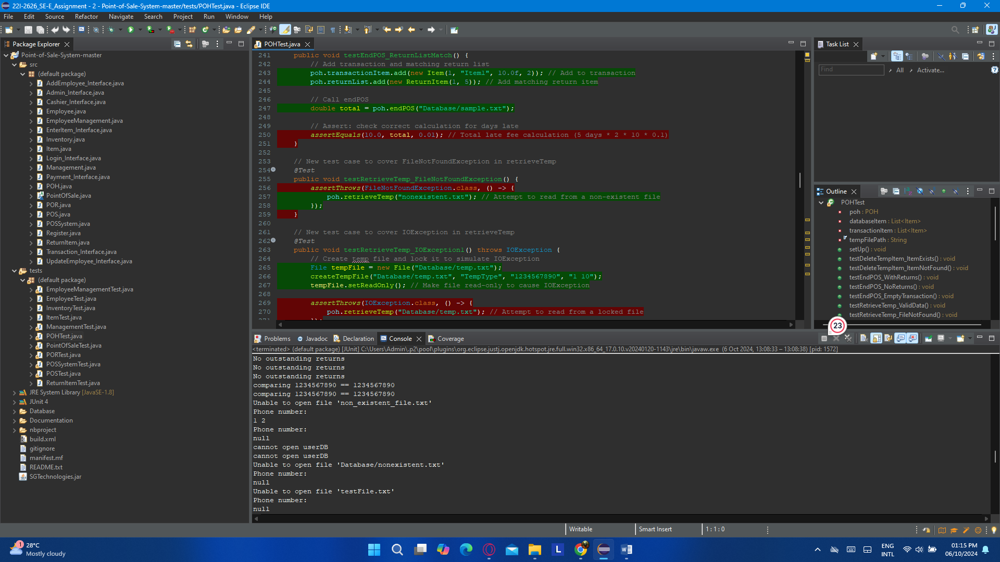 22I-2626_SE-E_Assignment - 2 - Point-of-Sale-System-master/tests/POHTest.java - Eclipse IDE
File Edit Source Refactor Navigate Search Project Run Window Help
Package Explorer
Point-of-Sale-System-master
src
(default package)
AddEmployee_Interface.java
Admin_Interface.java
Cashier_Interface.java
Employee.java
EmployeeManagement.java
EnterItem_Interface.java
Inventory.java
Item.java
Login_Interface.java
Management.java
Payment_Interface.java
POH.java
PointOfSale.java
POR.java
POS.java
POSSystem.java
Register.java
ReturnItem.java
Transaction_Interface.java
UpdateEmployee_Interface.java
tests
(default package)
EmployeeManagementTest.java
EmployeeTest.java
InventoryTest.java
ItemTest.java
ManagementTest.java
POHTest.java
PointOfSaleTest.java
PORTest.java
POSSystemTest.java
POSTest.java
ReturnItemTest.java
JRE System Library [JavaSE-1.8]
JUnit 4
Database
Documentation
nbproject
build.xml
gitignore
manifest.mf
README.txt
SGTechnologies.jar
POHTest.java
241 public void testEndPOS_ReturnListMatch() {
242 // Add transaction and matching return list
243 poh.transactionItem.add(new Item(1, "Item1", 10.0f, 2)); // Add to transaction
244 poh.returnList.add(new ReturnItem(1, 5)); // Add matching return item
245
246 // Call endPOS
247 double total = poh.endPOS("Database/sample.txt");
248
249 // Assert: check correct calculation for days late
250 assertEquals(10.0, total, 0.01); // Total late fee calculation (5 days * 2 * 10 * 0.1)
251 }
252
253 // New test case to cover FileNotFoundException in retrieveTemp
254 @Test
255 public void testRetrieveTemp_FileNotFoundException() {
256 assertThrows(FileNotFoundException.class, () -> {
257 poh.retrieveTemp("nonexistent.txt"); // Attempt to read from a non-existent file
258 });
259 }
260
261 // New test case to cover IOException in retrieveTemp
262 @Test
263 public void testRetrieveTemp_IOException1() throws IOException {
264 // Create temp file and lock it to simulate IOException
265 File tempFile = new File("Database/temp.txt");
266 createTempFile("Database/temp.txt", "TempType", "1234567890", "1 10");
267 tempFile.setReadOnly(); // Make file read-only to cause IOException
268
269 assertThrows(IOException.class, () -> {
270 poh.retrieveTemp("Database/temp.txt"); // Attempt to read from a locked file
271 });
Task List
Find
All
Activate...
Outline
POHTest
poh : POH
databaseItem : List<Item>
transactionItem : List<Item>
tempFilePath : String
setUp() : void
testDeleteTempItem_ItemExists() : void
testDeleteTempItem_ItemNotFound() : void
testEndPOS_WithReturns() : void
testEndPOS_NoReturns() : void
testEndPOS_EmptyTransaction() : void
testRetrieveTemp_ValidData() : void
testRetrieveTemp_FileNotFound() : void
23
Problems Javadoc Declaration Console Coverage
<terminated> (default package) [JUnit] C:\Users\Admin\.p2\pool\plugins\org.eclipse.justj.openjdk.hotspot.jre.full.win32.x86_64_17.0.10.v20240120-1143\jre\bin\javaw.exe (6 Oct 2024, 13:08:33 – 13:08:38) [pid: 1572]
No outstanding returns
No outstanding returns
No outstanding returns
comparing 1234567890 == 1234567890
comparing 1234567890 == 1234567890
Unable to open file 'non_existent_file.txt'
Phone number:
1 2
Phone number:
null
cannot open userDB
cannot open userDB
Unable to open file 'Database/nonexistent.txt'
Phone number:
null
Unable to open file 'testFile.txt'
Phone number:
null
Writable
Smart Insert
1 : 1 : 0
1
28°C
Mostly cloudy
L
W
ENG
INTL
01:15 PM
06/10/2024